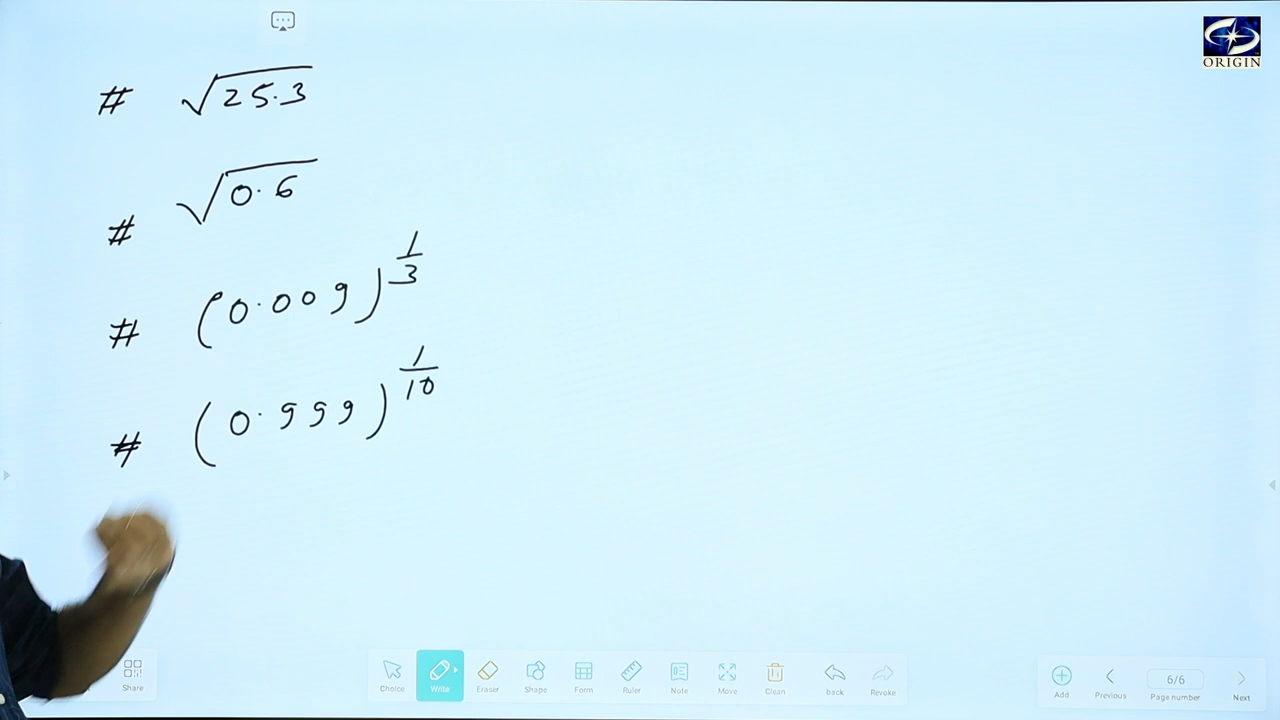 ORIGIN
# √25.3
# √0.6
# (0.009)^(1/3)
# (0.999)^(1/10)
Share
Choice Write Eraser Shape Form Ruler Note Move Clean back Revoke
Add Previous 6/6 Page number Next